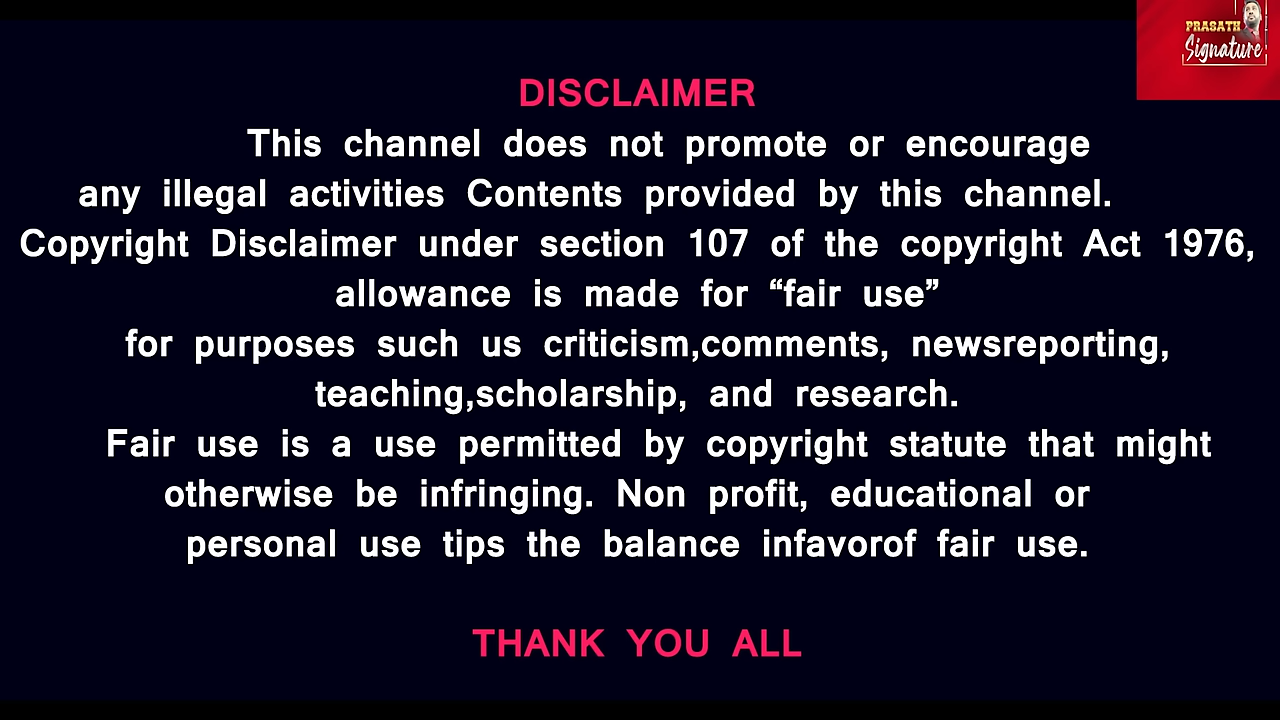 PRASATH
Signature
DISCLAIMER
This channel does not promote or encourage
any illegal activities Contents provided by this channel.
Copyright Disclaimer under section 107 of the copyright Act 1976,
allowance is made for “fair use”
for purposes such us criticism,comments, newsreporting,
teaching,scholarship, and research.
Fair use is a use permitted by copyright statute that might
otherwise be infringing. Non profit, educational or
personal use tips the balance infavorof fair use.
THANK YOU ALL